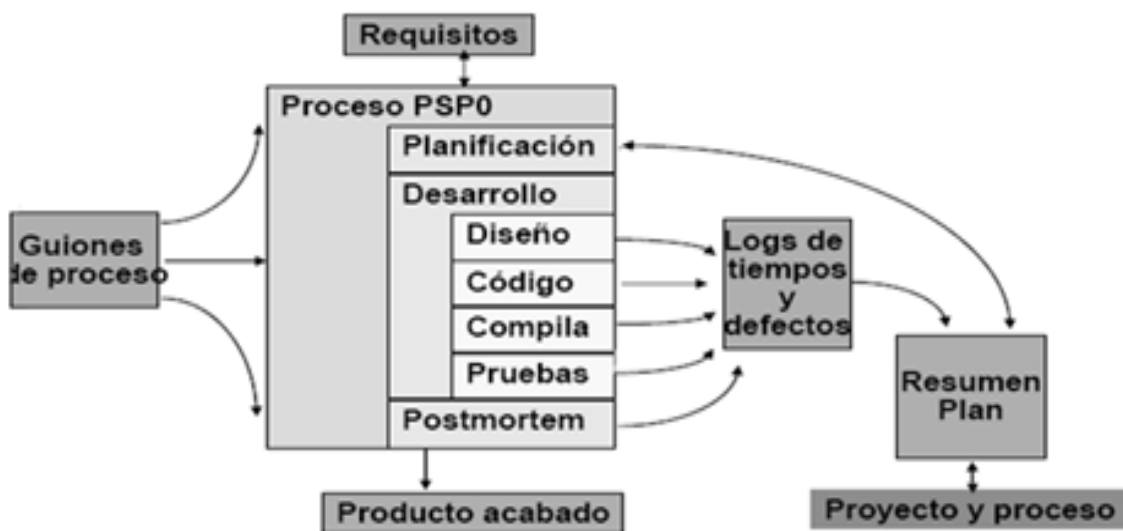 Requisitos
Proceso PSP0
Planificación
Desarrollo
Diseño
Código
Compila
Pruebas
Postmortem
Guiones
de proceso
Logs de
tiempos
y
defectos
Resumen
Plan
Producto acabado
Proyecto y proceso